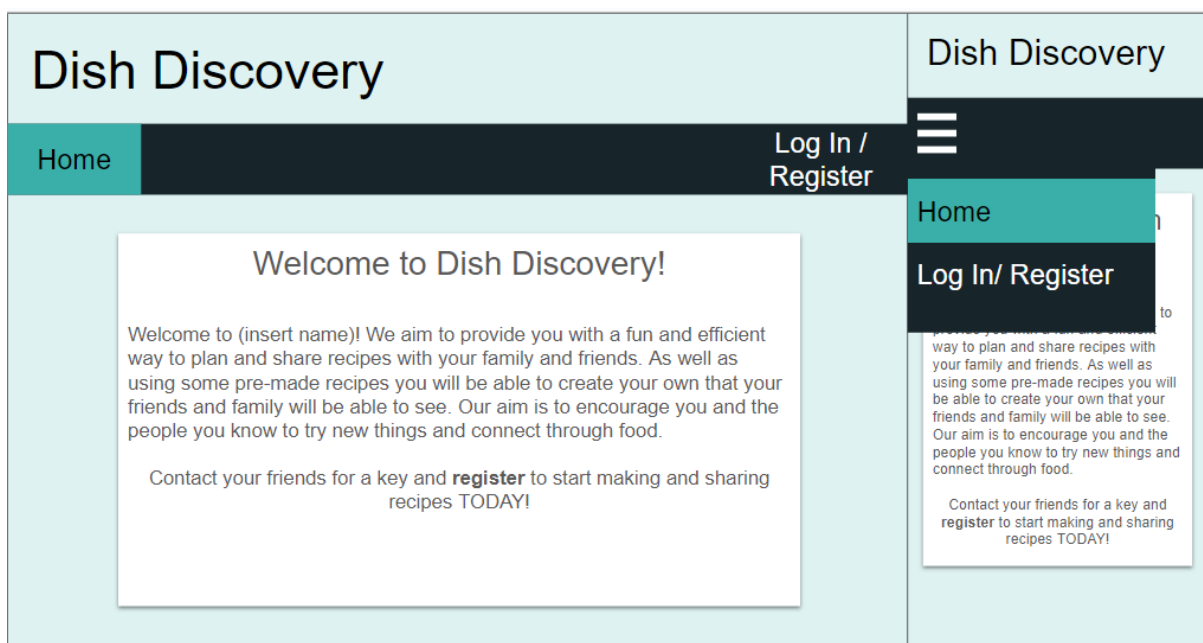 Dish Discovery
Home
Log In /
Register
Welcome to Dish Discovery!
Welcome to (insert name)! We aim to provide you with a fun and efficient
way to plan and share recipes with your family and friends. As well as
using some pre-made recipes you will be able to create your own that your
friends and family will be able to see. Our aim is to encourage you and the
people you know to try new things and connect through food.
Contact your friends for a key and register to start making and sharing
recipes TODAY!
Dish Discovery
Home
Log In/ Register
to
way to plan and share recipes with
your family and friends. As well as
using some pre-made recipes you will
be able to create your own that your
friends and family will be able to see.
Our aim is to encourage you and the
people you know to try new things and
connect through food.
Contact your friends for a key and
register to start making and sharing
recipes TODAY!